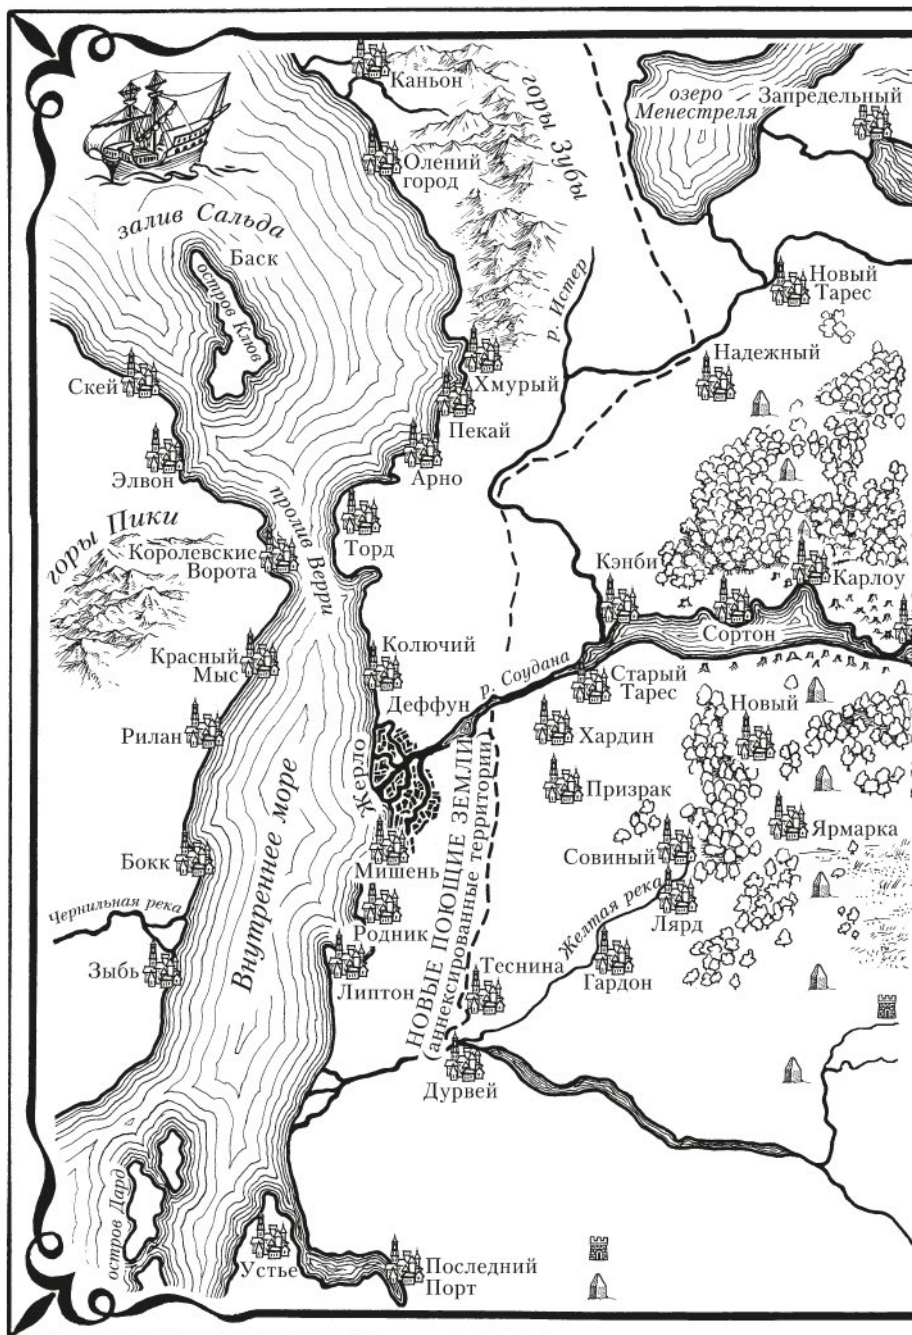 Каньон
озеро
Менестреля
Запредельный
Олений
город
горы Зубы
залив Сальда
Баск
остров Клюв
р. Истер
Новый
Тарес
Надежный
Скей
Хмурый
Пекай
Элвон
Арно
горы Пики
пролив Верри
Торд
Королевские
Ворота
Кэнби
Карлоу
Сортон
Красный
Мыс
Колючий
р. Соудана
Старый
Тарес
Деффун
Новый
Рилан
Жерло
Хардин
Призрак
Внутреннее море
Ярмарка
Бокк
Мишень
Совиный
Чернильная река
Родник
НОВЫЕ ПОЮЩИЕ ЗЕМЛИ
(аннексированные территории)
Желтая река
Лярд
Зыбь
Липтон
Теснина
Гардон
Дурвей
остров Дард
Устье
Последний
Порт